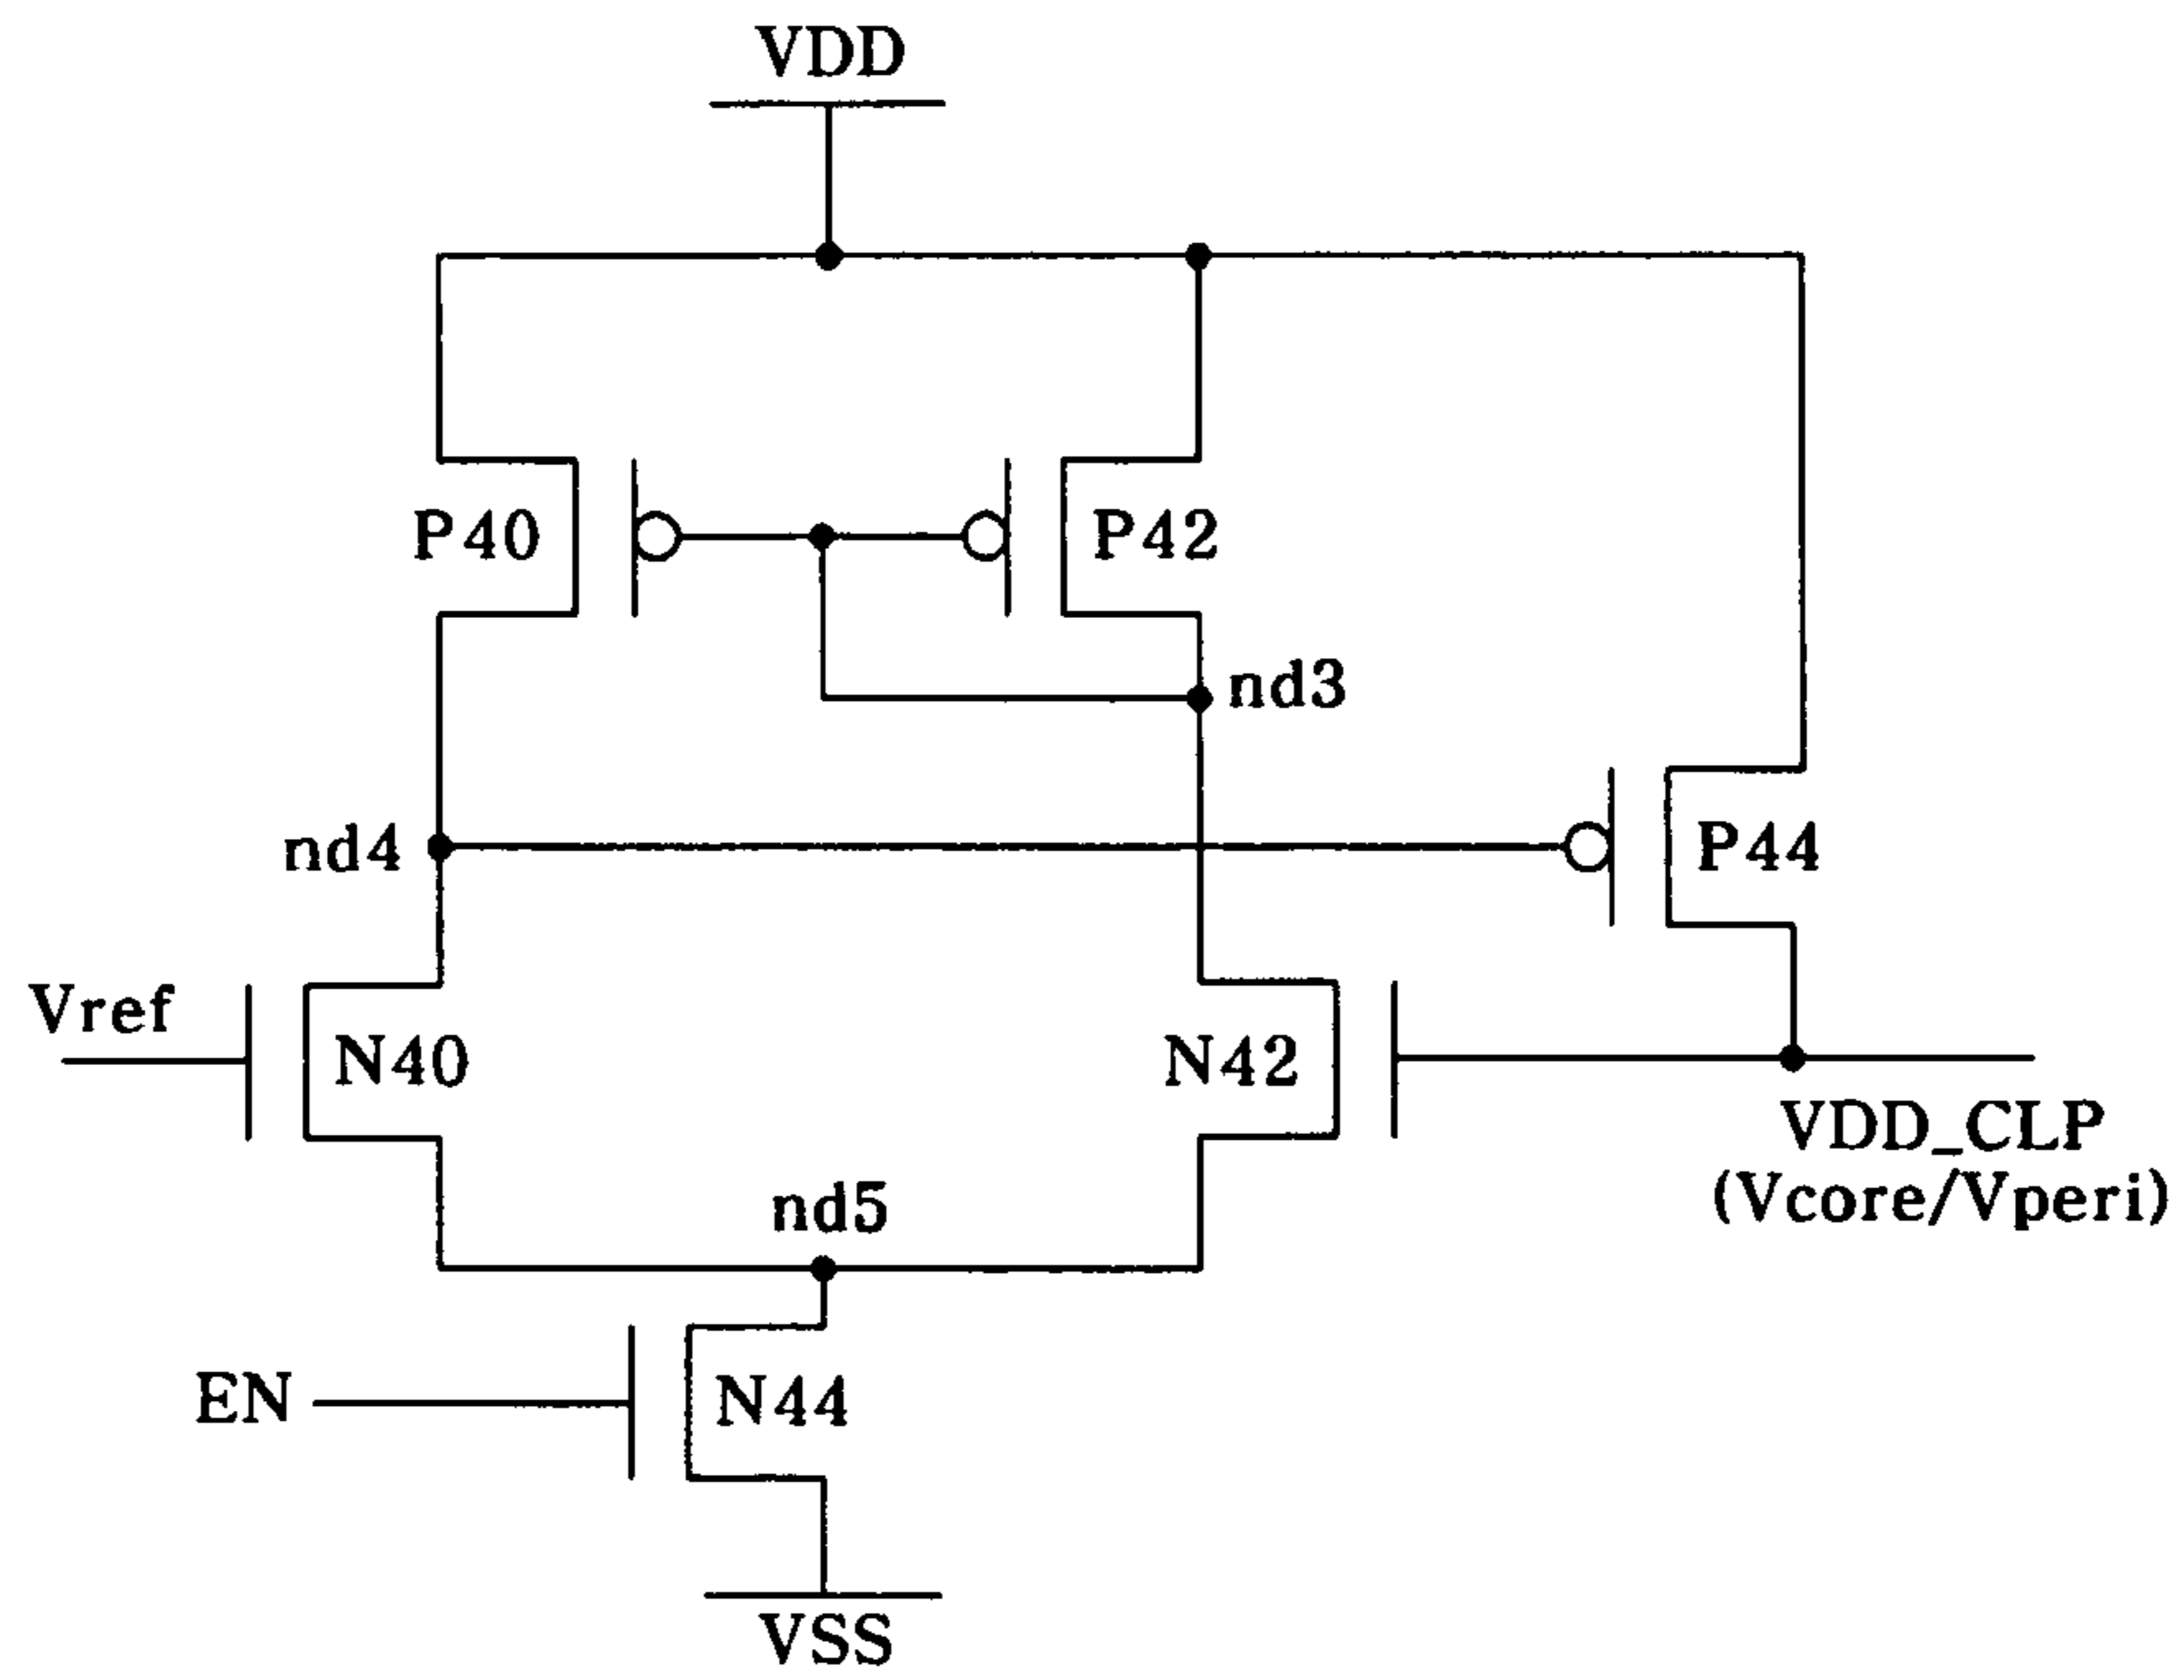 VDD
P40
P42
nd3
nd4
P44
Vref
N40
N42
VDD_CLP
(Vcore/Vperi)
nd5
EN
N44
VSS